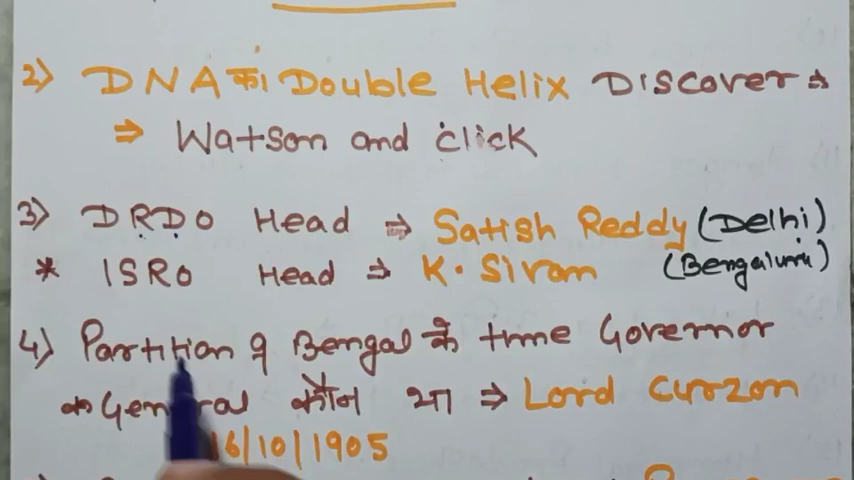 2) DNA का Double Helix Discover ⇒
⇒ Watson and click
3) DRDO Head ⇒ Satish Reddy (Delhi)
* ISRO Head ⇒ K. Sivam (Bengaluru)
4) Partition of Bengal के time Governor
General कौन था ⇒ Lord Curzon
16/10/1905